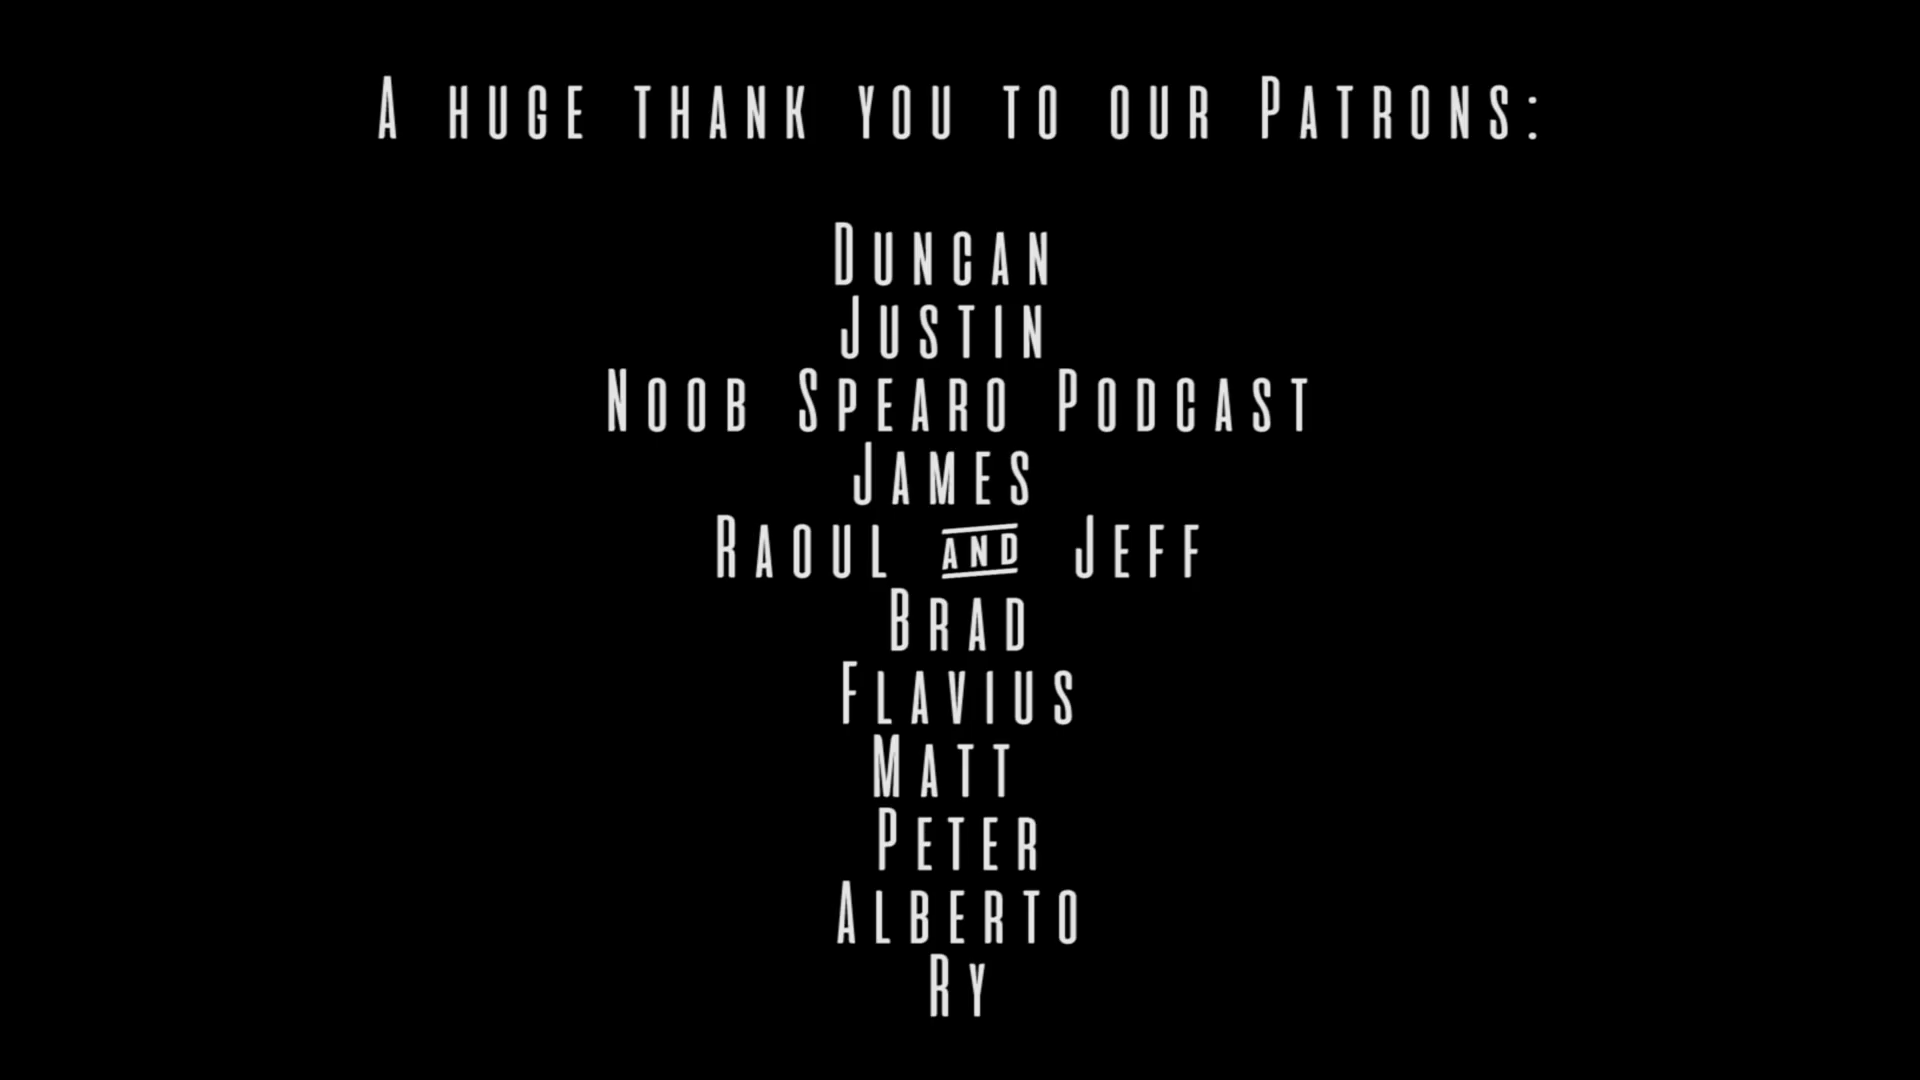 A huge thank you to our Patrons:
Duncan
Justin
Noob Spearo Podcast
James
Raoul and Jeff
Brad
Flavius
Matt
Peter
Alberto
Ry